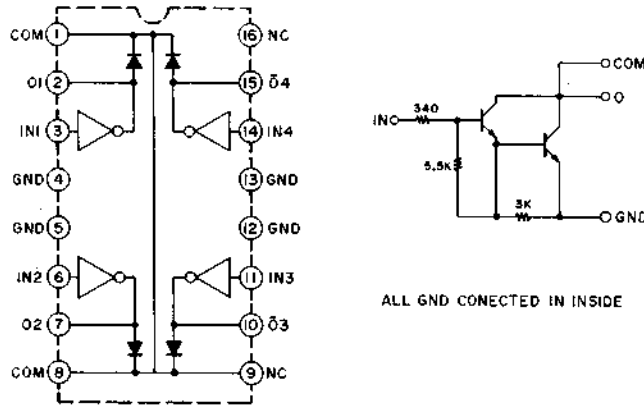 COM 1
16 NC
O1 2
15 Ō4
IN1 3
14 IN4
GND 4
13 GND
GND 5
12 GND
IN2 6
11 IN3
O2 7
10 Ō3
COM 8
9 NC
COM
O
340
IN
5.5K
3K
GND
ALL GND CONECTED IN INSIDE